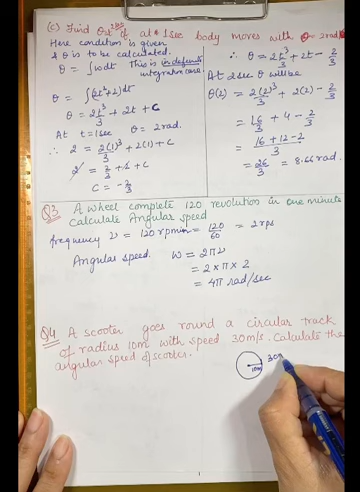 (c) Find θ at 2sec if at 1sec body moves with 2rad
Here condition is given
& θ is to be calculated.
θ = ∫ωdt This is indefinite
integration case.
θ = ∫(2t²+2)dt
θ = 2t³/3 + 2t + C
At t=1sec θ = 2rad.
∴ 2 = 2(1)³/3 + 2(1) + C
2 = 2/3 + 2 + C
C = -2/3
∴ θ = 2t³/3 + 2t - 2/3
At 2sec θ will be
θ(2) = 2(2)³/3 + 2(2) - 2/3
= 16/3 + 4 - 2/3
= 16 + 12 - 2/3
= 26/3 = 8.66 rad.
Q3 A wheel complete 120 revolution in one minute
Calculate Angular speed
frequency ν = 120 rpmin = 120/60 = 2 rps
Angular speed. ω = 2πν
= 2 × π × 2
= 4π rad/sec
Q4 A scooter goes round a circular track
of radius 10m with speed 30m/s. Calculate the
angular speed of scooter.
10m
30m